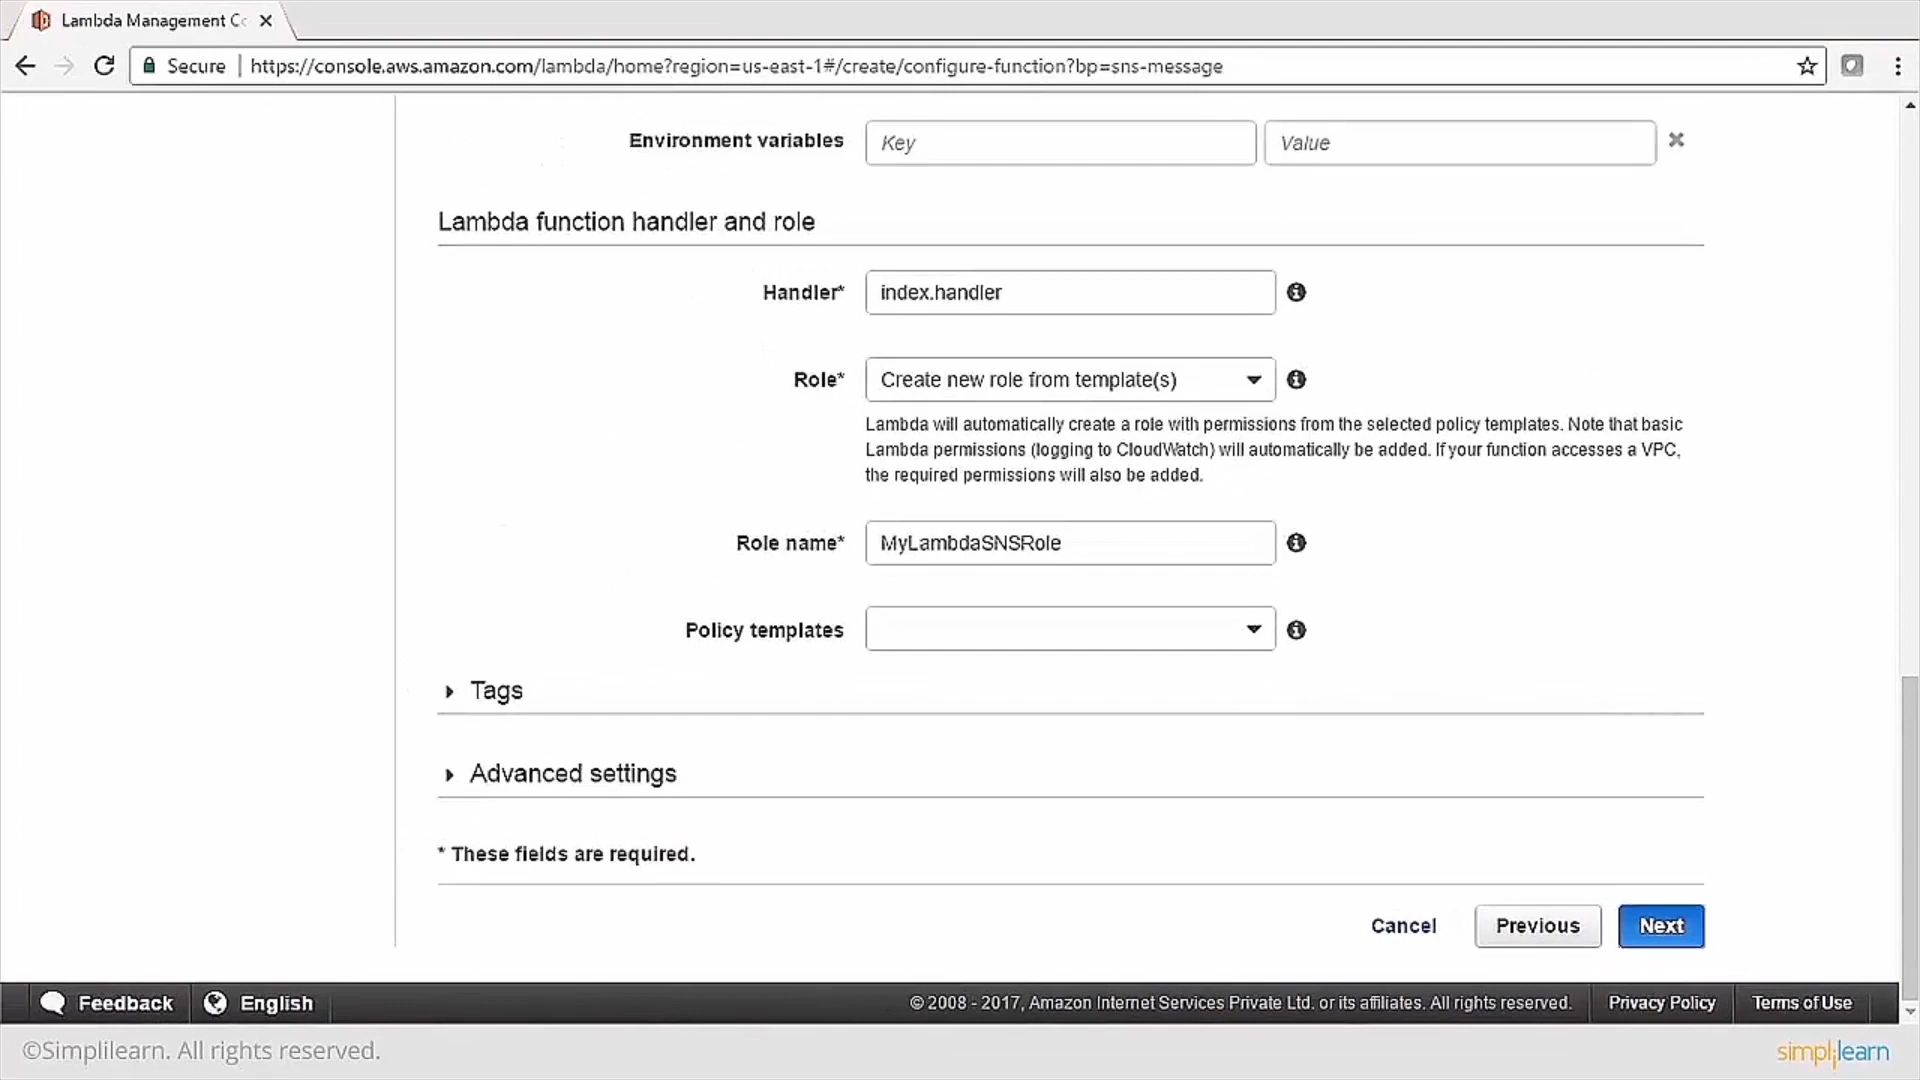 Lambda Management Co
Secure
https://console.aws.amazon.com/lambda/home?region=us-east-1#/create/configure-function?bp=sns-message
Environment variables
Key
Value
Lambda function handler and role
Handler*
index.handler
Role*
Create new role from template(s)
Lambda will automatically create a role with permissions from the selected policy templates. Note that basic
Lambda permissions (logging to CloudWatch) will automatically be added. If your function accesses a VPC,
the required permissions will also be added.
Role name*
MyLambdaSNSRole
Policy templates
Tags
Advanced settings
* These fields are required.
Cancel
Previous
Next
Feedback
English
© 2008 - 2017, Amazon Internet Services Private Ltd. or its affiliates. All rights reserved.
Privacy Policy
Terms of Use
©Simplilearn. All rights reserved.
simplilearn